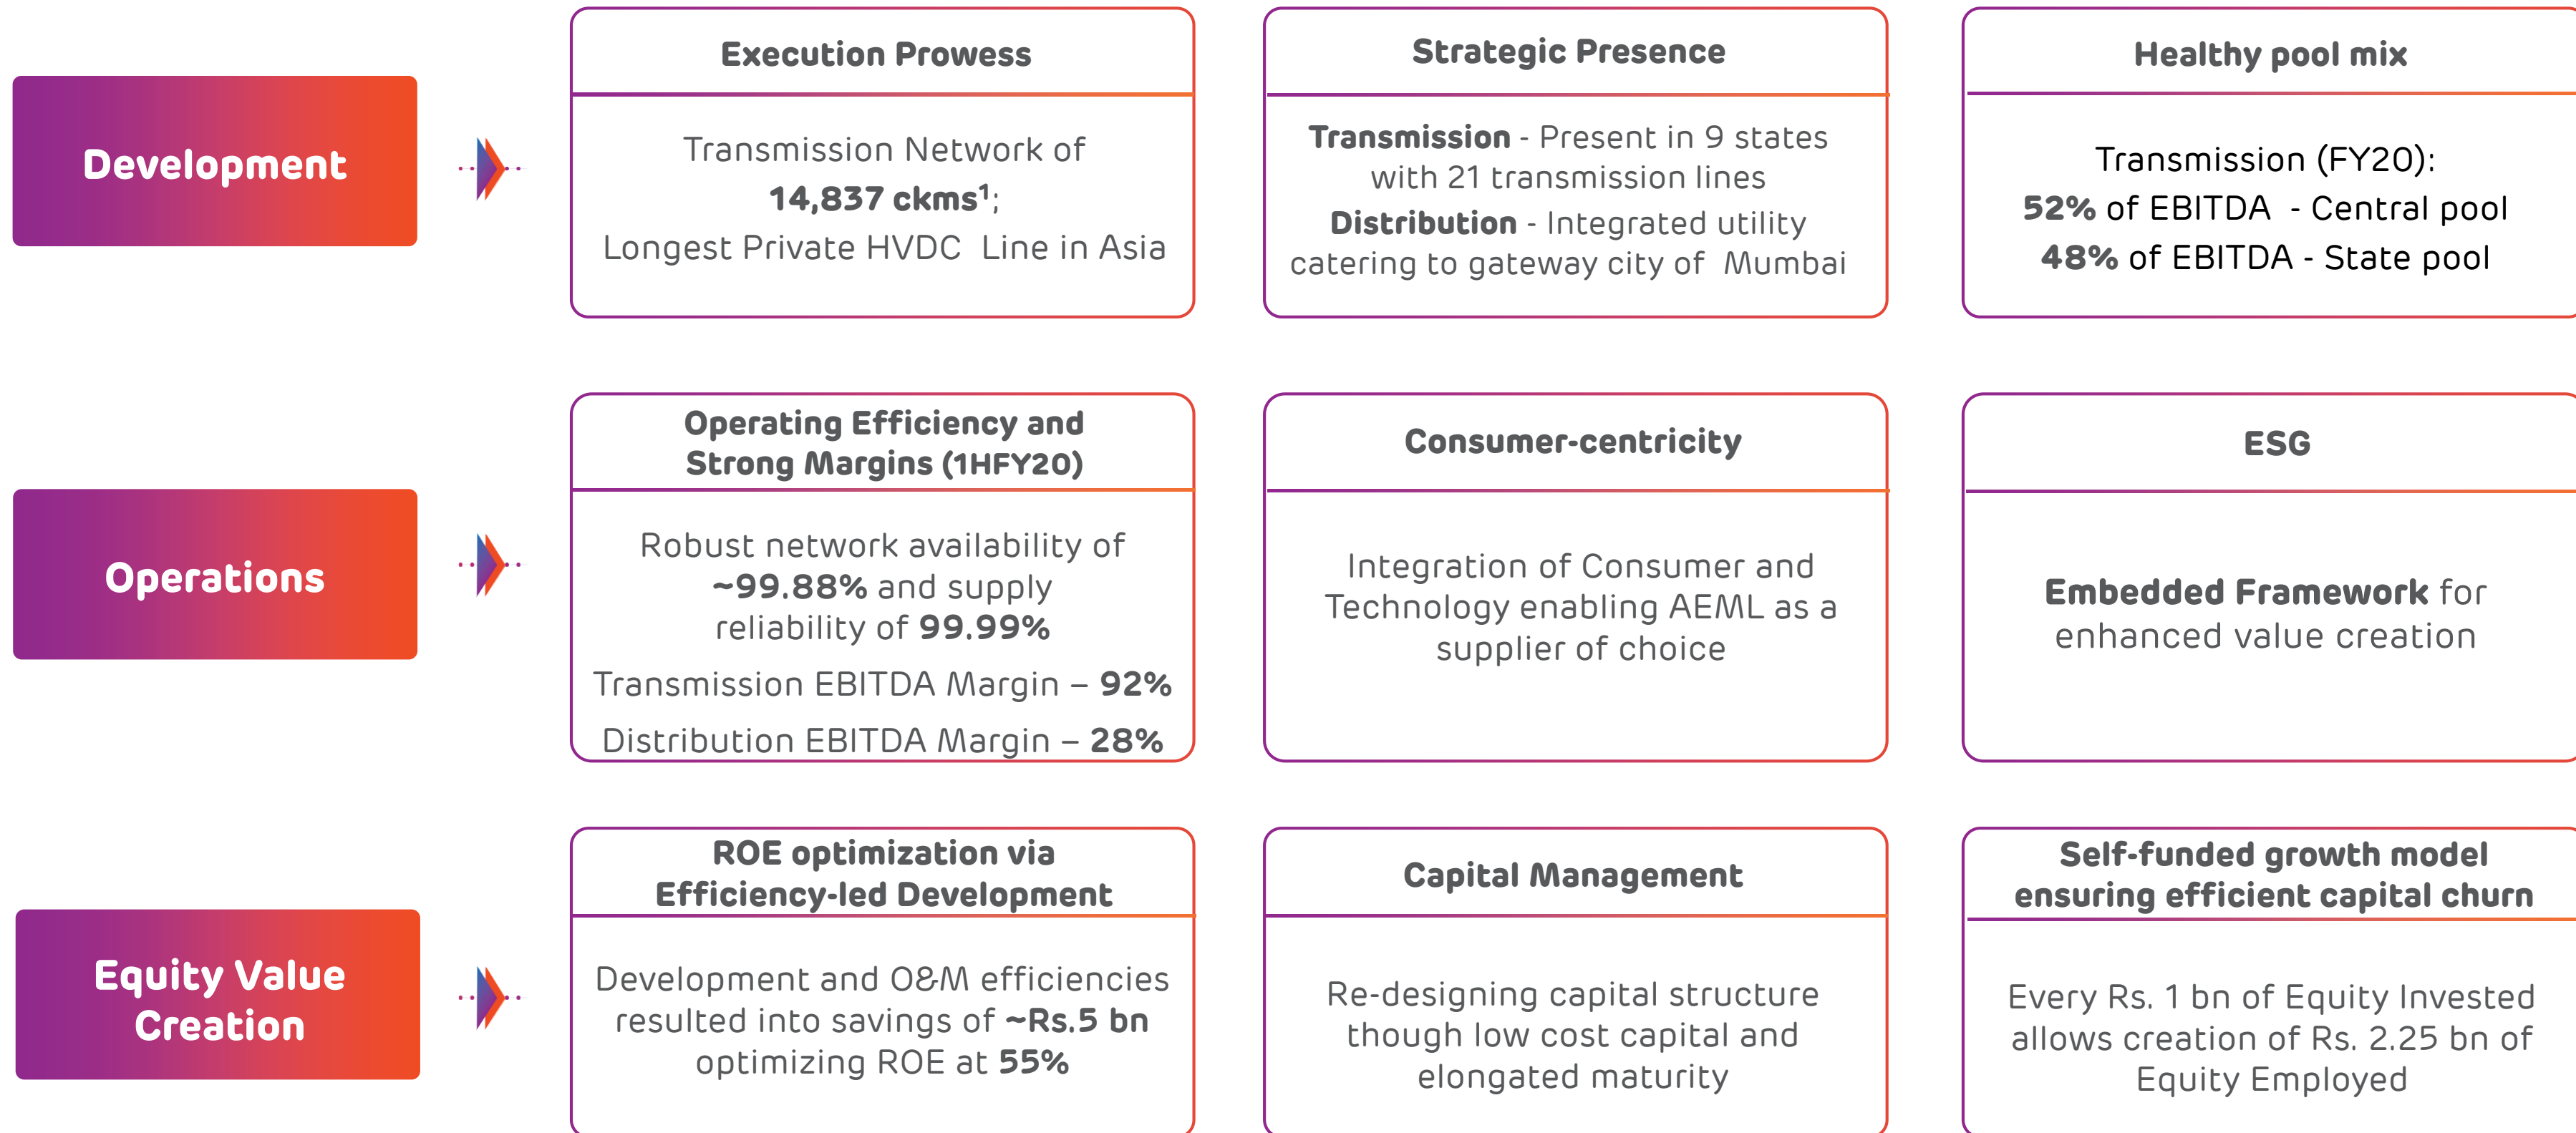 Development
Execution Prowess
Transmission Network of
14,837 ckms¹;
Longest Private HVDC Line in Asia
Strategic Presence
Transmission - Present in 9 states
with 21 transmission lines
Distribution - Integrated utility
catering to gateway city of Mumbai
Healthy pool mix
Transmission (FY20):
52% of EBITDA - Central pool
48% of EBITDA - State pool
Operations
Operating Efficiency and
Strong Margins (1HFY20)
Robust network availability of
~99.88% and supply
reliability of 99.99%
Transmission EBITDA Margin – 92%
Distribution EBITDA Margin – 28%
Consumer-centricity
Integration of Consumer and
Technology enabling AEML as a
supplier of choice
ESG
Embedded Framework for
enhanced value creation
Equity Value
Creation
ROE optimization via
Efficiency-led Development
Development and O&M efficiencies
resulted into savings of ~Rs.5 bn
optimizing ROE at 55%
Capital Management
Re-designing capital structure
though low cost capital and
elongated maturity
Self-funded growth model
ensuring efficient capital churn
Every Rs. 1 bn of Equity Invested
allows creation of Rs. 2.25 bn of
Equity Employed